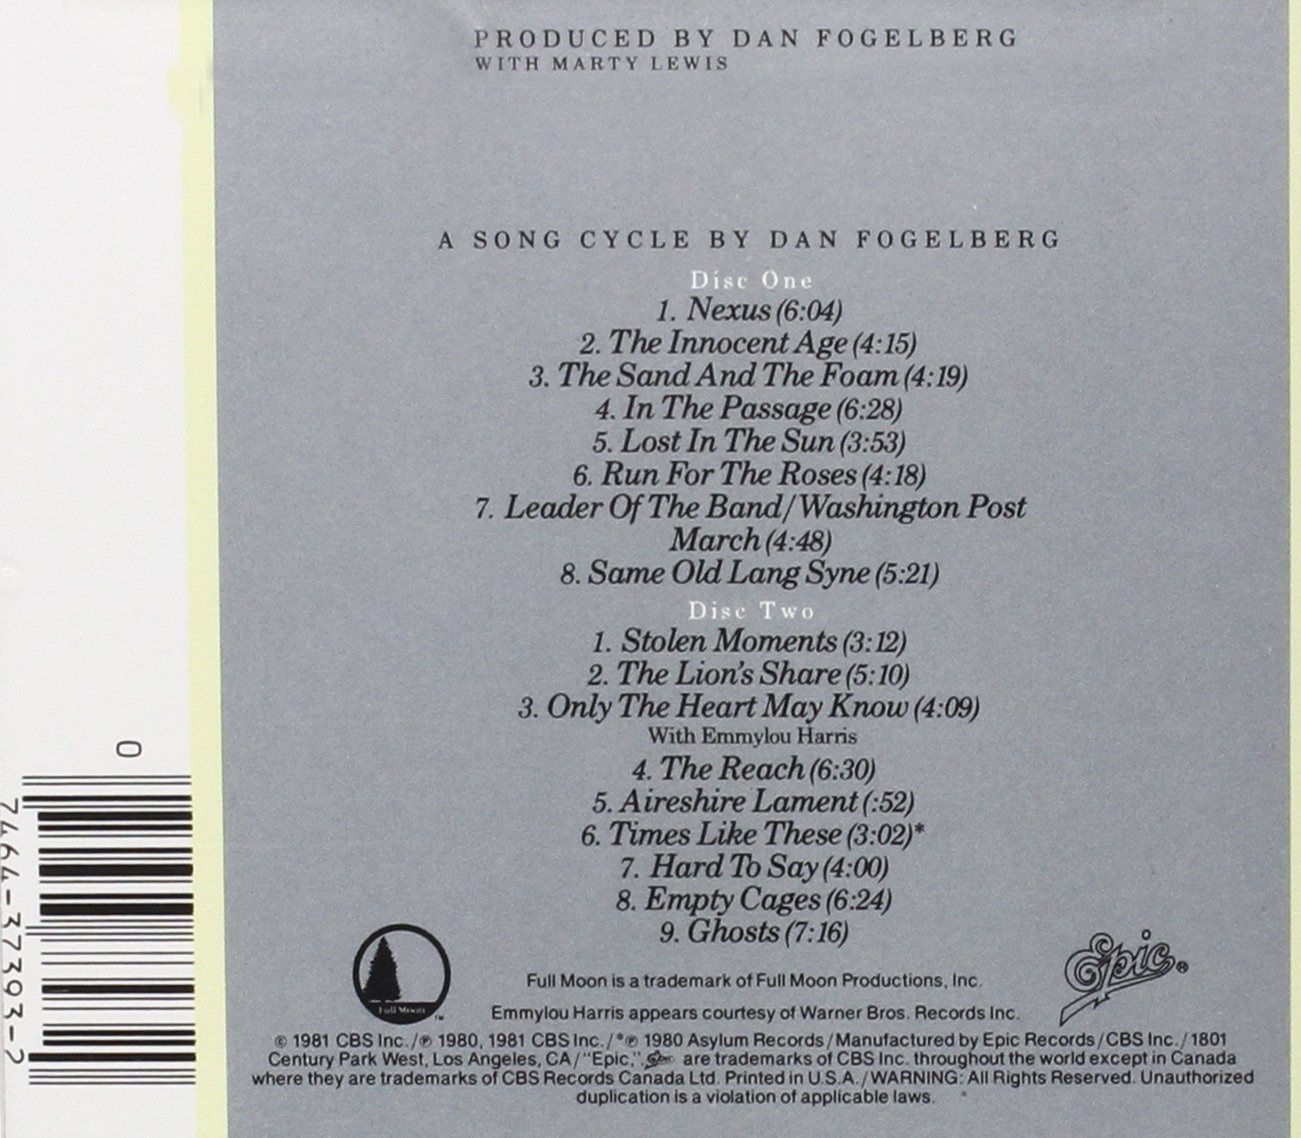 PRODUCED BY DAN FOGELBERG
WITH MARTY LEWIS
A SONG CYCLE BY DAN FOGELBERG
Disc One
1. Nexus (6:04)
2. The Innocent Age (4:15)
3. The Sand And The Foam (4:19)
4. In The Passage (6:28)
5. Lost In The Sun (3:53)
6. Run For The Roses (4:18)
7. Leader Of The Band/Washington Post
March (4:48)
8. Same Old Lang Syne (5:21)
Disc Two
1. Stolen Moments (3:12)
2. The Lion's Share (5:10)
3. Only The Heart May Know (4:09)
With Emmylou Harris
4. The Reach (6:30)
5. Aireshire Lament (:52)
6. Times Like These (3:02)*
7. Hard To Say (4:00)
8. Empty Cages (6:24)
9. Ghosts (7:16)
Full Moon ™
Epic ®
Full Moon is a trademark of Full Moon Productions, Inc.
Emmylou Harris appears courtesy of Warner Bros. Records Inc.
© 1981 CBS Inc./℗ 1980, 1981 CBS Inc./*℗ 1980 Asylum Records/Manufactured by Epic Records/CBS Inc./1801
Century Park West, Los Angeles, CA/"Epic,", Epic are trademarks of CBS Inc. throughout the world except in Canada
where they are trademarks of CBS Records Canada Ltd. Printed in U.S.A./WARNING: All Rights Reserved. Unauthorized
duplication is a violation of applicable laws.
0
7464-37393-2